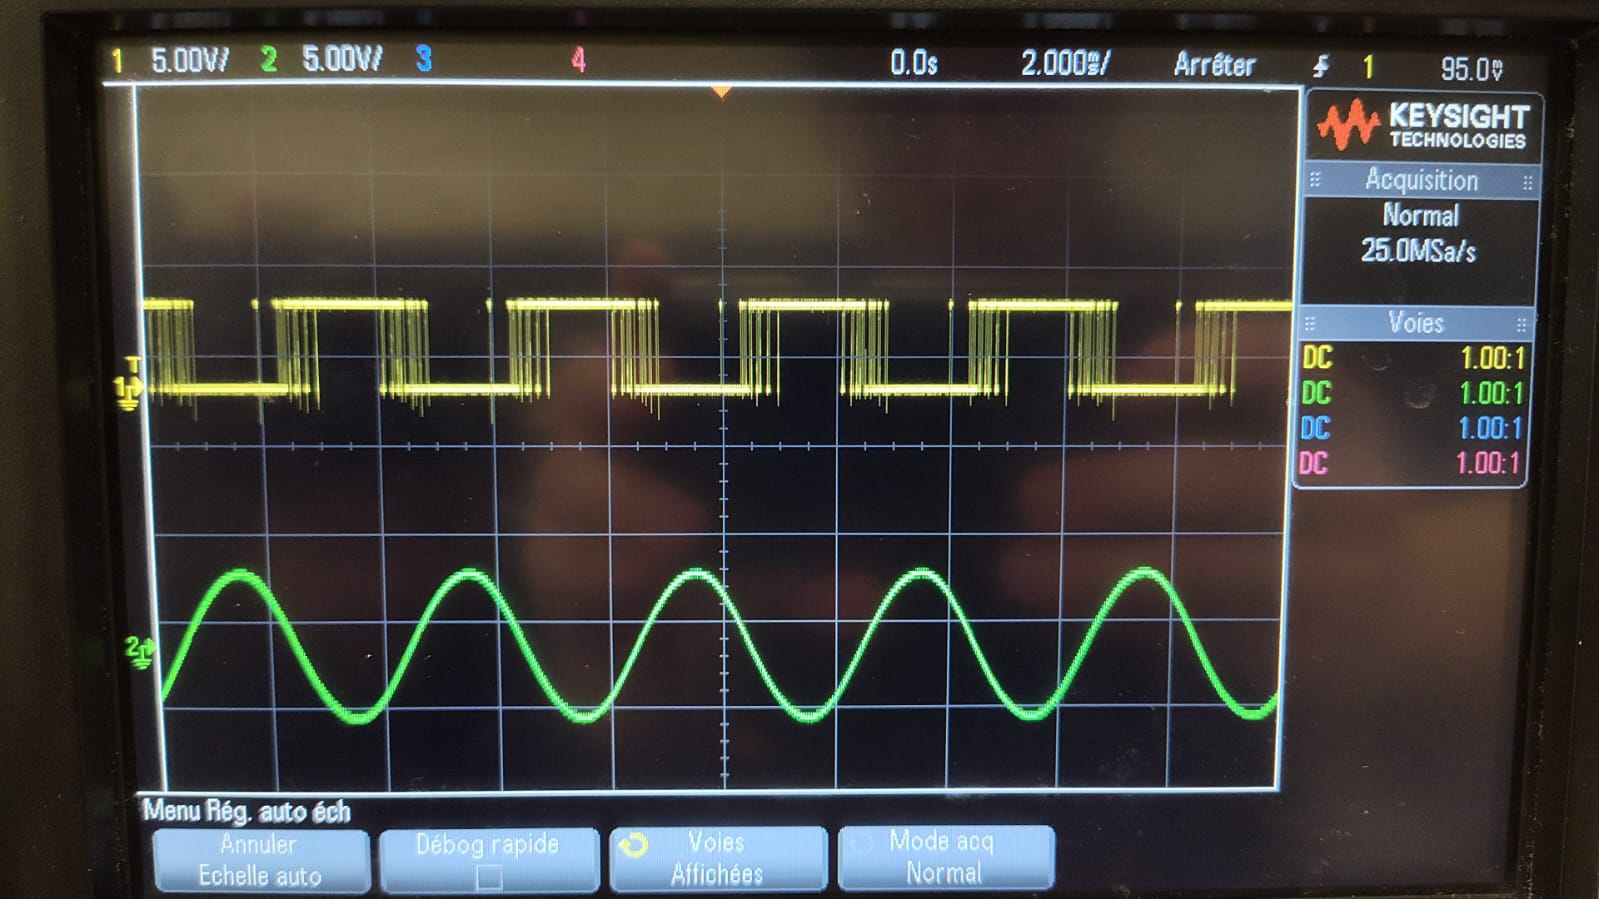 1 5.00V/ 2 5.00V/ 3 4 0.0s 2.000ms/ Arrêter 1 95.0mV
KEYSIGHT
TECHNOLOGIES
Acquisition
Normal
25.0MSa/s
Voies
DC 1.00:1
DC 1.00:1
DC 1.00:1
DC 1.00:1
T
1
2
Menu Rég. auto éch
Annuler
Echelle auto
Débog rapide
Voies
Affichées
Mode acq
Normal